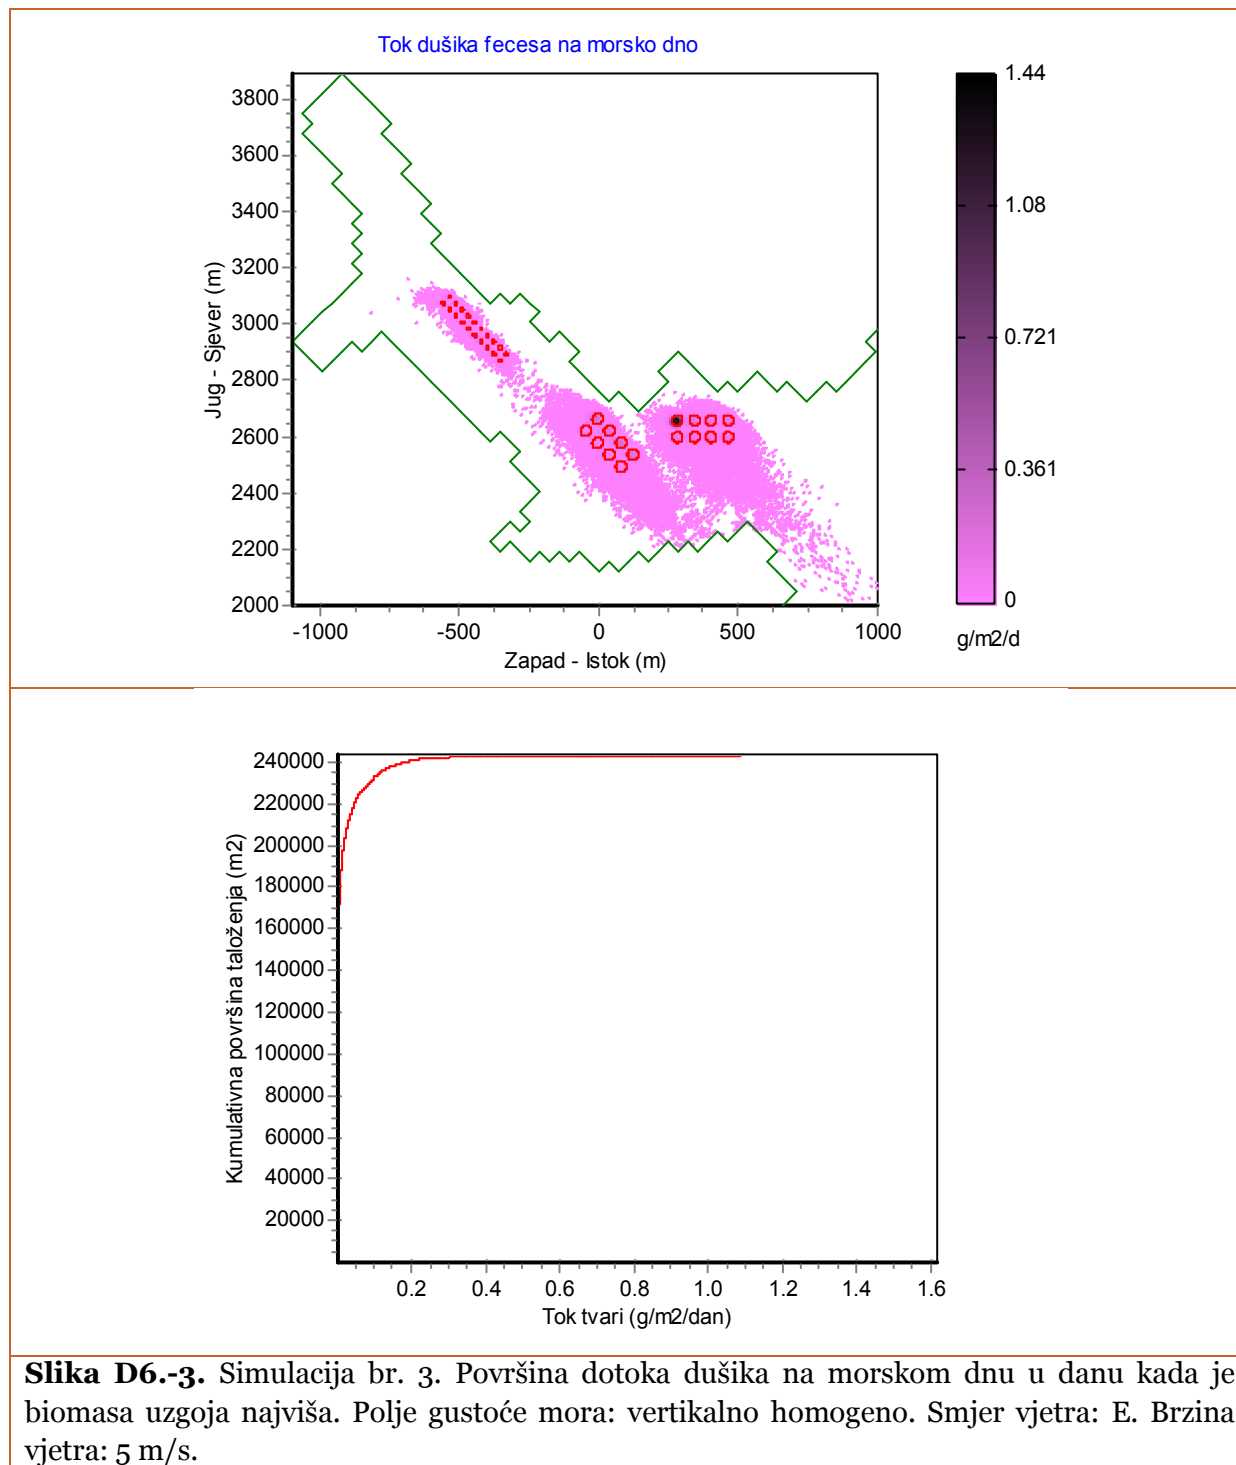 Tok dušika fecesa na morsko dno
3800
3600
3400
3200
3000
2800
2600
2400
2200
2000
Jug - Sjever (m)
-1000 -500 0 500 1000
Zapad - Istok (m)
1.44
1.08
0.721
0.361
0
g/m2/d
240000
220000
200000
180000
160000
140000
120000
100000
80000
60000
40000
20000
Kumulativna površina taloženja (m2)
0.2 0.4 0.6 0.8 1.0 1.2 1.4 1.6
Tok tvari (g/m2/dan)
Slika D6.-3. Simulacija br. 3. Površina dotoka dušika na morskom dnu u danu kada je
biomasa uzgoja najviša. Polje gustoće mora: vertikalno homogeno. Smjer vjetra: E. Brzina
vjetra: 5 m/s.